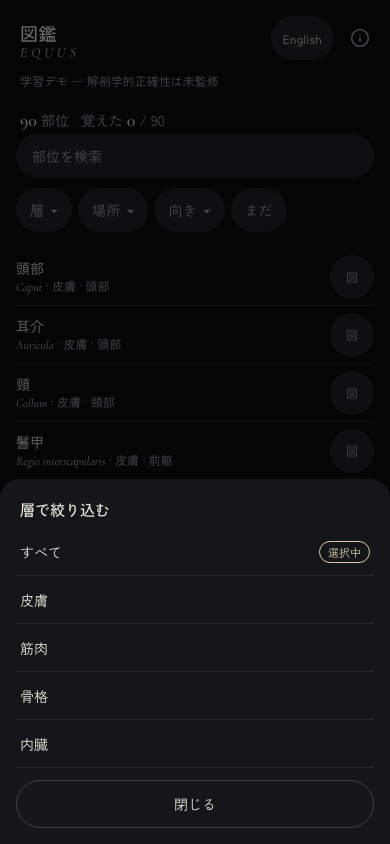 図鑑
EQUUS
English
学習デモ — 解剖学的正確性は未監修
90 部位 覚えた 0 / 90
部位を検索
層 場所 向き まだ
頭部
Caput · 皮膚 · 頭部
図
耳介
Auricula · 皮膚 · 頭部
図
頸
Collum · 皮膚 · 頸部
図
鬐甲
Regio interscapularis · 皮膚 · 前躯
図
層で絞り込む
すべて 選択中
皮膚
筋肉
骨格
内臓
閉じる